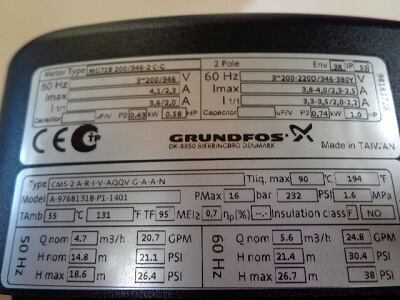 Motor Type MG71B 200/346-2 C-G 2 Pole Env 3R IP 55
50 Hz 3~200/346 V 60 Hz 3~200-220D/346-380Y V
Imax 4,1/2,3 A Imax 3,8-4,0/2,3-2,5 A
I 1/1 3,6/2,0 A I 1/1 3,3-3,5/2,0-2,2 A
Capacitor uF/V P2 0,43 kW 0.58 HP Capacitor uF/V P2 0,74 kW 1.0 HP
CE TP GRUNDFOS
DK-8850 BJERRINGBRO DENMARK Made in TAIWAN
Type CM5-2 A-R-I-V-AQQV G-A-A-N Tliq. max 90 °C 194 °F
Model A-97681318-P1-1401 PMax 16 bar 232 PSI 1.6 MPa
TAmb 55 °C 131 °F TF 95 MEI≥ 0,7 ηp(%) --.- Insulation class F NO
50 Hz 60 Hz
Q nom 4.7 m3/h 20.7 GPM Q nom 5.6 m3/h 24.8 GPM
H nom 14.8 m 21.1 PSI H nom 21.4 m 30.4 PSI
H max 18.6 m 26.4 PSI H max 26.7 m 38 PSI